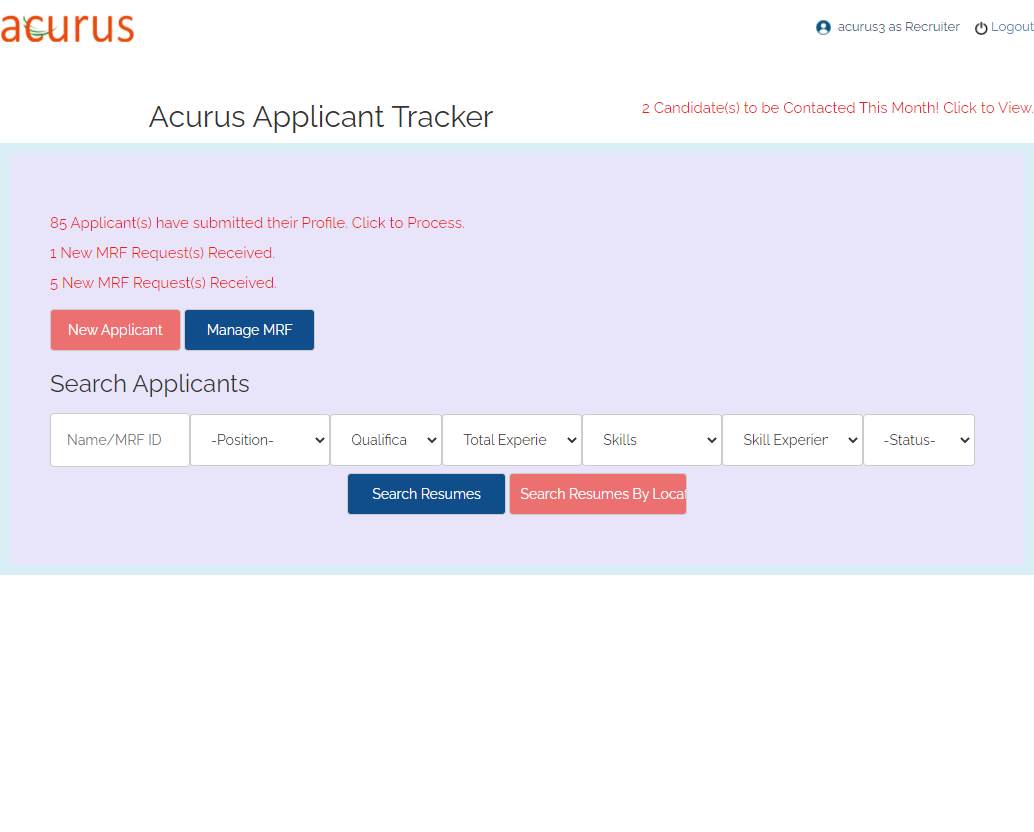 acurus
acurus3 as Recruiter Logout
Acurus Applicant Tracker
2 Candidate(s) to be Contacted This Month! Click to View.
85 Applicant(s) have submitted their Profile. Click to Process.
1 New MRF Request(s) Received.
5 New MRF Request(s) Received.
New Applicant Manage MRF
Search Applicants
Name/MRF ID -Position- Qualifica Total Experie Skills Skill Experien -Status-
Search Resumes Search Resumes By Locat